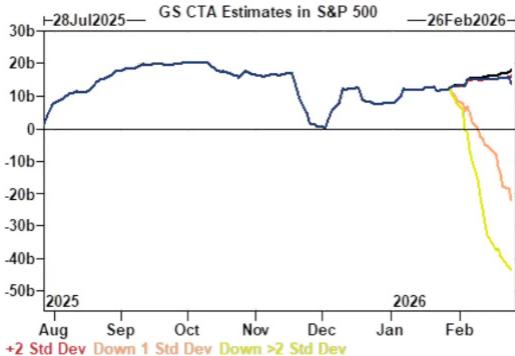 GS CTA Estimates in S&P 500
28Jul2025
26Feb2026
30b
20b
10b
0
-10b
-20b
-30b
-40b
-50b
2025
2026
Aug Sep Oct Nov Dec Jan Feb
+2 Std Dev Down 1 Std Dev Down >2 Std Dev